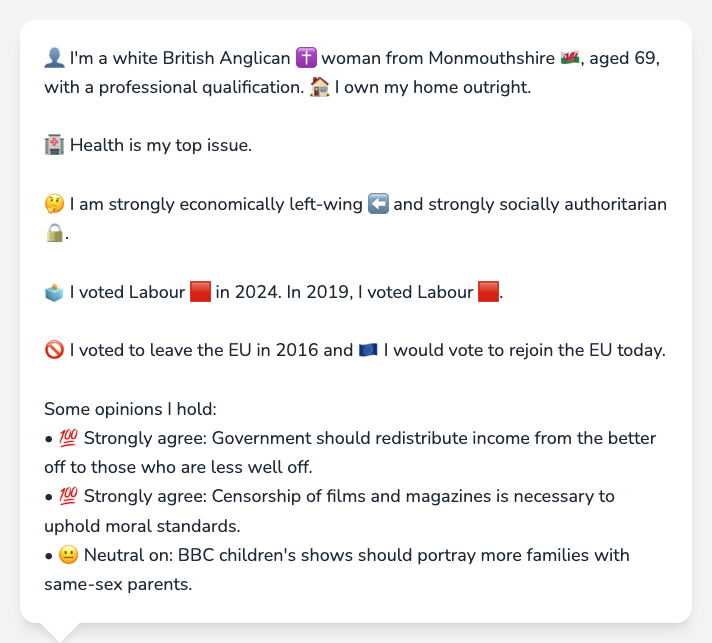 👤 I'm a white British Anglican ✝️ woman from Monmouthshire 🏴󠁧󠁢󠁷󠁬󠁳󠁿, aged 69,
with a professional qualification. 🏠 I own my home outright.
🏥 Health is my top issue.
🤔 I am strongly economically left-wing ⬅️ and strongly socially authoritarian
🔒.
🗳️ I voted Labour 🟥 in 2024. In 2019, I voted Labour 🟥.
🚫 I voted to leave the EU in 2016 and 🇪🇺 I would vote to rejoin the EU today.
Some opinions I hold:
• 💯 Strongly agree: Government should redistribute income from the better
off to those who are less well off.
• 💯 Strongly agree: Censorship of films and magazines is necessary to
uphold moral standards.
• 😐 Neutral on: BBC children's shows should portray more families with
same-sex parents.